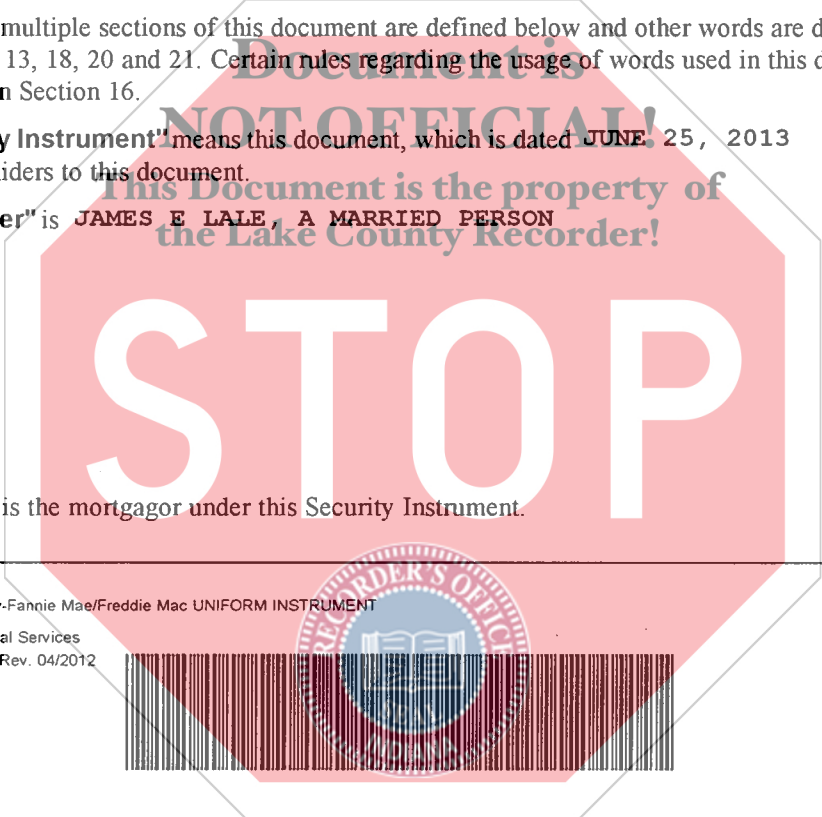 multiple sections of this document are defined below and other words are d
Document is
13, 18, 20 and 21. Certain rules regarding the usage of words used in this d
n Section 16.
NOT OFFICIAL!
y Instrument" means this document, which is dated JUNE 25, 2013
iders to this document.
This Document is the property of
er" is JAMES E LALE, A MARRIED PERSON
the Lake County Recorder!
STOP
is the mortgagor under this Security Instrument.
-Fannie Mae/Freddie Mac UNIFORM INSTRUMENT
al Services
Rev. 04/2012
RECORDER'S OFFICE
SEAL
INDIANA